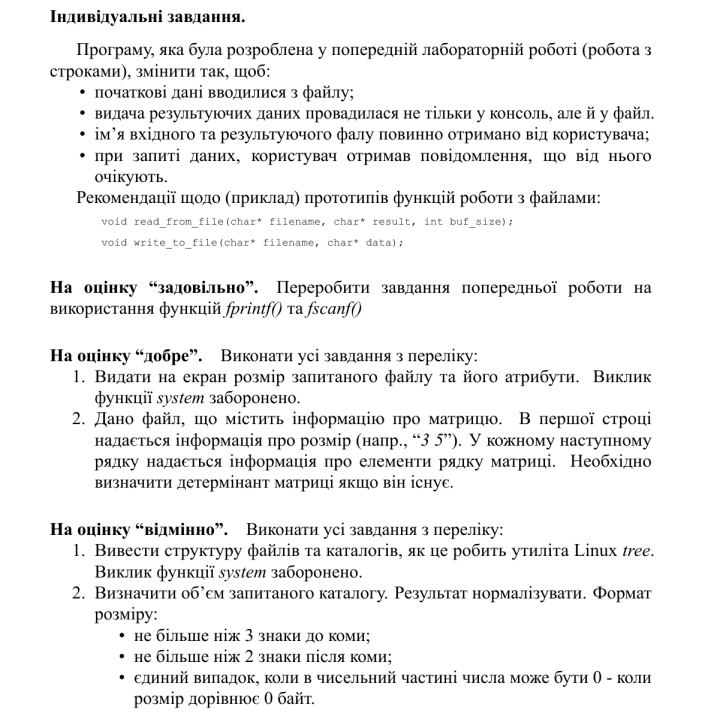 Індивідуальні завдання.
Програму, яка була розроблена у попередній лабораторній роботі (робота з
строками), змінити так, щоб:
• початкові дані вводилися з файлу;
• видача результуючих даних провадилася не тільки у консоль, але й у файл.
• ім’я вхідного та результуючого фалу повинно отримано від користувача;
• при запиті даних, користувач отримав повідомлення, що від нього
очікують.
Рекомендації щодо (приклад) прототипів функцій роботи з файлами:
void read_from_file(char* filename, char* result, int buf_size);
void write_to_file(char* filename, char* data);
На оцінку “задовільно”. Переробити завдання попередньої роботи на
використання функцій fprintf() та fscanf()
На оцінку “добре”. Виконати усі завдання з переліку:
1. Видати на екран розмір запитаного файлу та його атрибути. Виклик
функції system заборонено.
2. Дано файл, що містить інформацію про матрицю. В першої строці
надається інформація про розмір (напр., “3 5”). У кожному наступному
рядку надається інформація про елементи рядку матриці. Необхідно
визначити детермінант матриці якщо він існує.
На оцінку “відмінно”. Виконати усі завдання з переліку:
1. Вивести структуру файлів та каталогів, як це робить утиліта Linux tree.
Виклик функції system заборонено.
2. Визначити об’єм запитаного каталогу. Результат нормалізувати. Формат
розміру:
• не більше ніж 3 знаки до коми;
• не більше ніж 2 знаки після коми;
• єдиний випадок, коли в чисельний частині числа може бути 0 - коли
розмір дорівнює 0 байт.